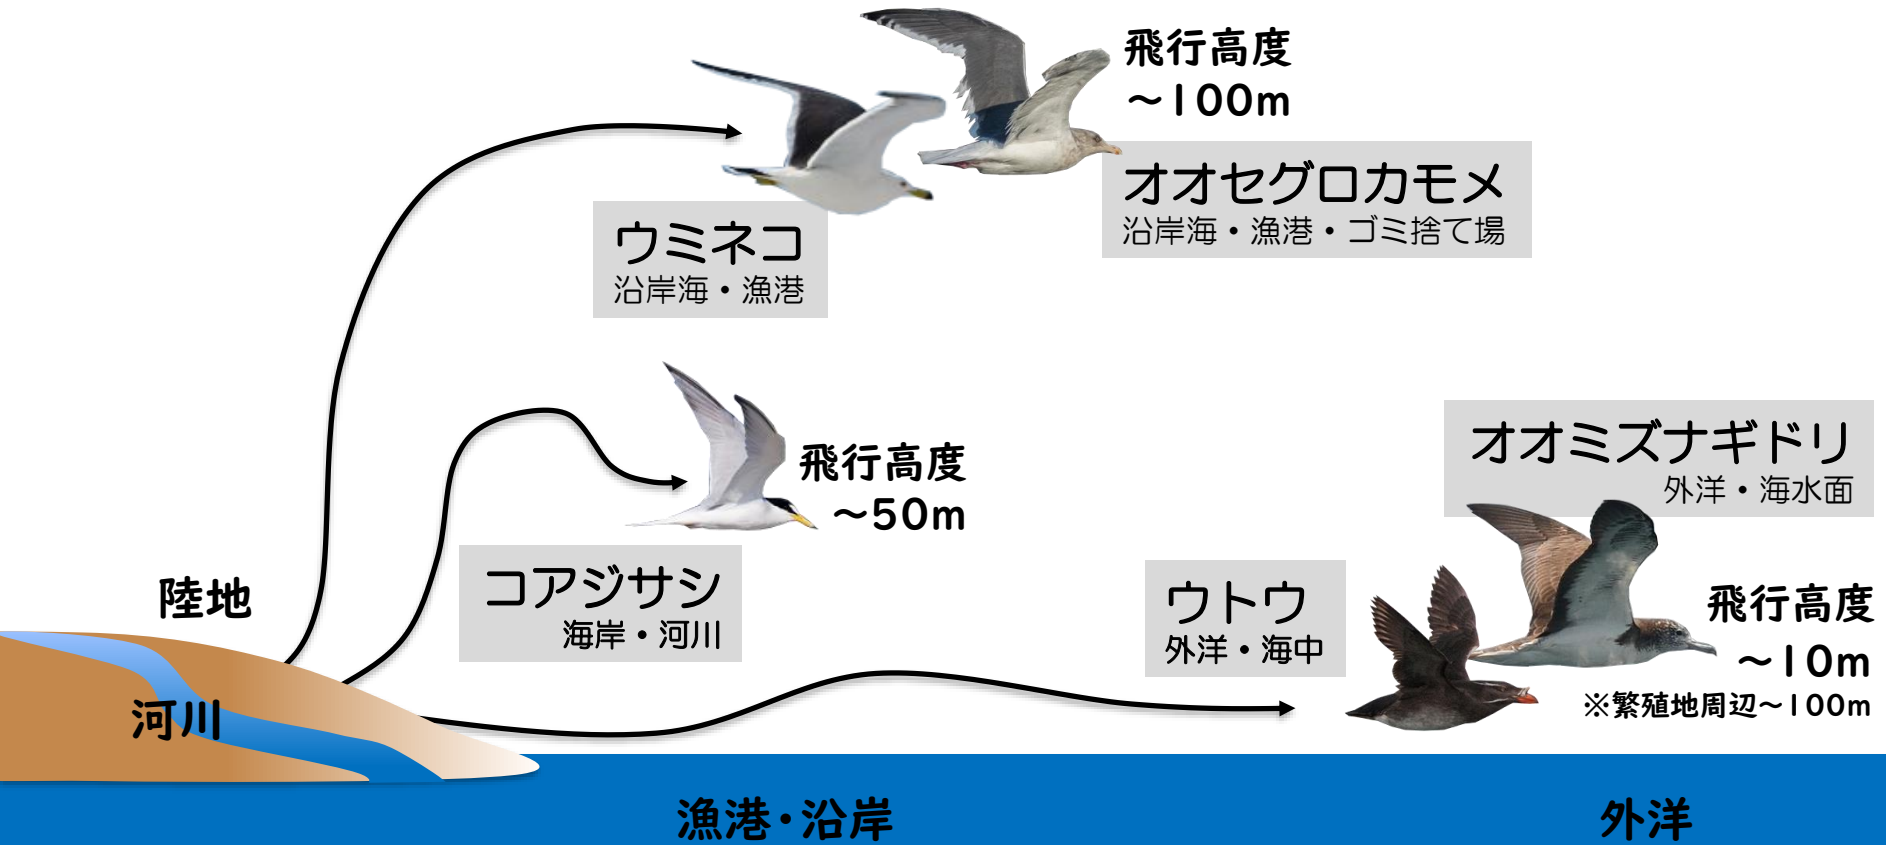 飛行高度
～100m
オオセグロカモメ
沿岸海・漁港・ゴミ捨て場
ウミネコ
沿岸海・漁港
飛行高度
～50m
コアジサシ
海岸・河川
オオミズナギドリ
外洋・海水面
ウトウ
外洋・海中
飛行高度
～10m
※繁殖地周辺～100m
陸地
河川
漁港・沿岸
外洋